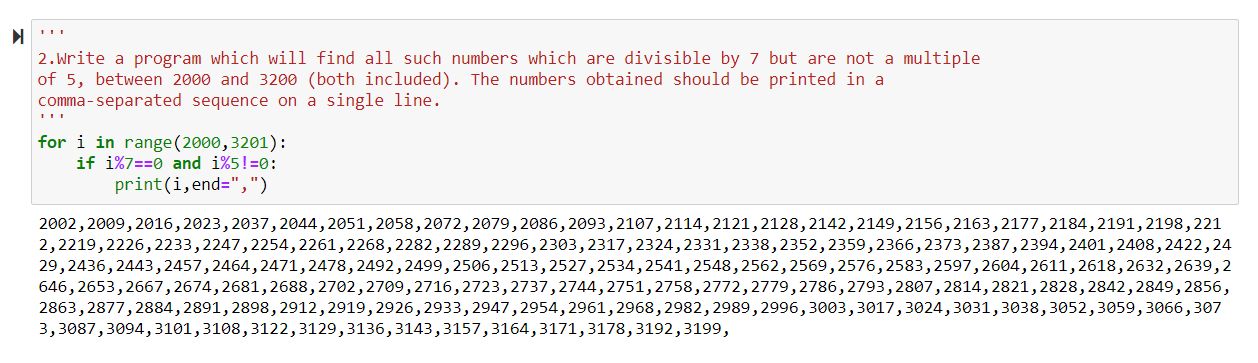 '''
2.Write a program which will find all such numbers which are divisible by 7 but are not a multiple
of 5, between 2000 and 3200 (both included). The numbers obtained should be printed in a
comma-separated sequence on a single line.
'''
for i in range(2000,3201):
    if i%7==0 and i%5!=0:
        print(i,end=",")
2002,2009,2016,2023,2037,2044,2051,2058,2072,2079,2086,2093,2107,2114,2121,2128,2142,2149,2156,2163,2177,2184,2191,2198,221
2,2219,2226,2233,2247,2254,2261,2268,2282,2289,2296,2303,2317,2324,2331,2338,2352,2359,2366,2373,2387,2394,2401,2408,2422,24
29,2436,2443,2457,2464,2471,2478,2492,2499,2506,2513,2527,2534,2541,2548,2562,2569,2576,2583,2597,2604,2611,2618,2632,2639,2
646,2653,2667,2674,2681,2688,2702,2709,2716,2723,2737,2744,2751,2758,2772,2779,2786,2793,2807,2814,2821,2828,2842,2849,2856,
2863,2877,2884,2891,2898,2912,2919,2926,2933,2947,2954,2961,2968,2982,2989,2996,3003,3017,3024,3031,3038,3052,3059,3066,307
3,3087,3094,3101,3108,3122,3129,3136,3143,3157,3164,3171,3178,3192,3199,